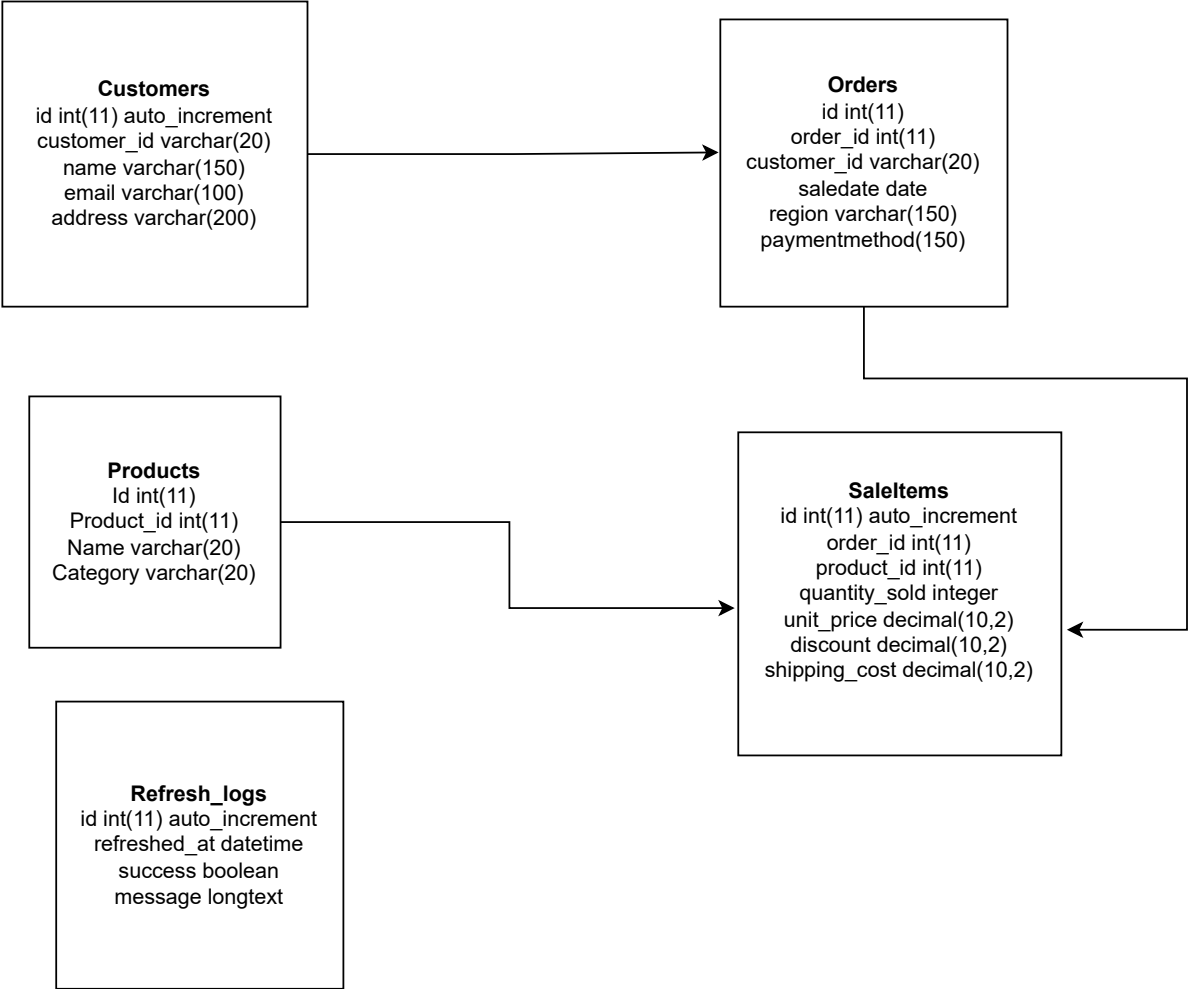 Customers
id int(11) auto_increment
customer_id varchar(20)
name varchar(150)
email varchar(100)
address varchar(200)
Orders
id int(11)
order_id int(11)
customer_id varchar(20)
saledate date
region varchar(150)
paymentmethod(150)
Products
Id int(11)
Product_id int(11)
Name varchar(20)
Category varchar(20)
SaleItems
id int(11) auto_increment
order_id int(11)
product_id int(11)
quantity_sold integer
unit_price decimal(10,2)
discount decimal(10,2)
shipping_cost decimal(10,2)
Refresh_logs
id int(11) auto_increment
refreshed_at datetime
success boolean
message longtext